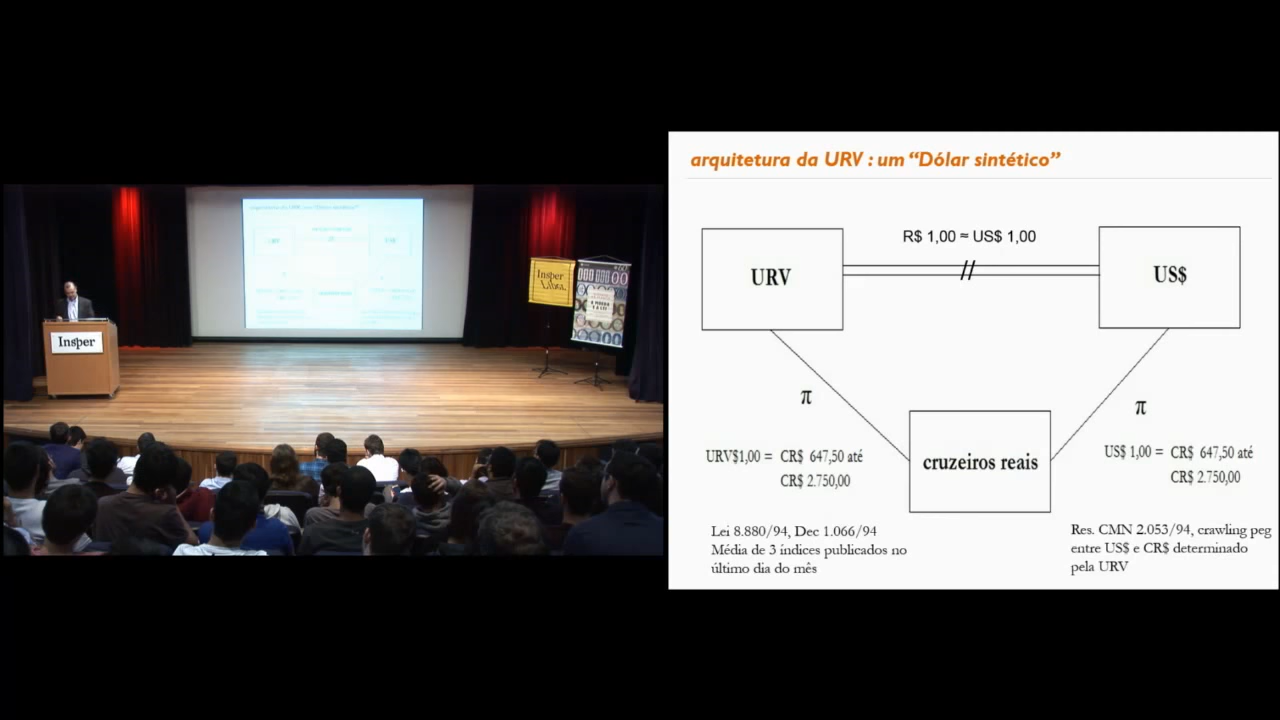 Insper
Insper
arquitetura da URV : um “Dólar sintético”
R$ 1,00 = US$ 1,00
URV
//
US$
π
π
URV$1,00 = CR$ 647,50 até
CR$ 2.750,00
cruzeiros reais
US$ 1,00 = CR$ 647,50 até
CR$ 2.750,00
Lei 8.880/94, Dec 1.066/94
Média de 3 índices publicados no
último dia do mês
Res. CMN 2.053/94, crawling peg
entre US$ e CR$ determinado
pela URV